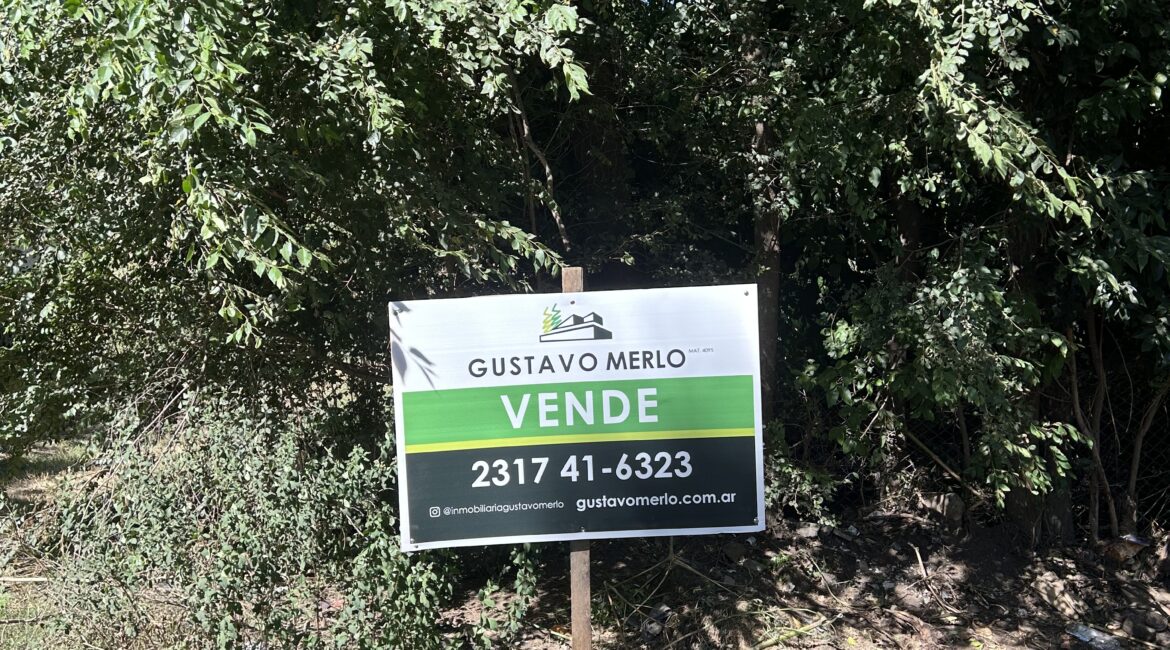 GUSTAVO MERLO
VENDE
2317 41-6323
@inmobiliariagustavomerlo gustavomerlo.com.ar